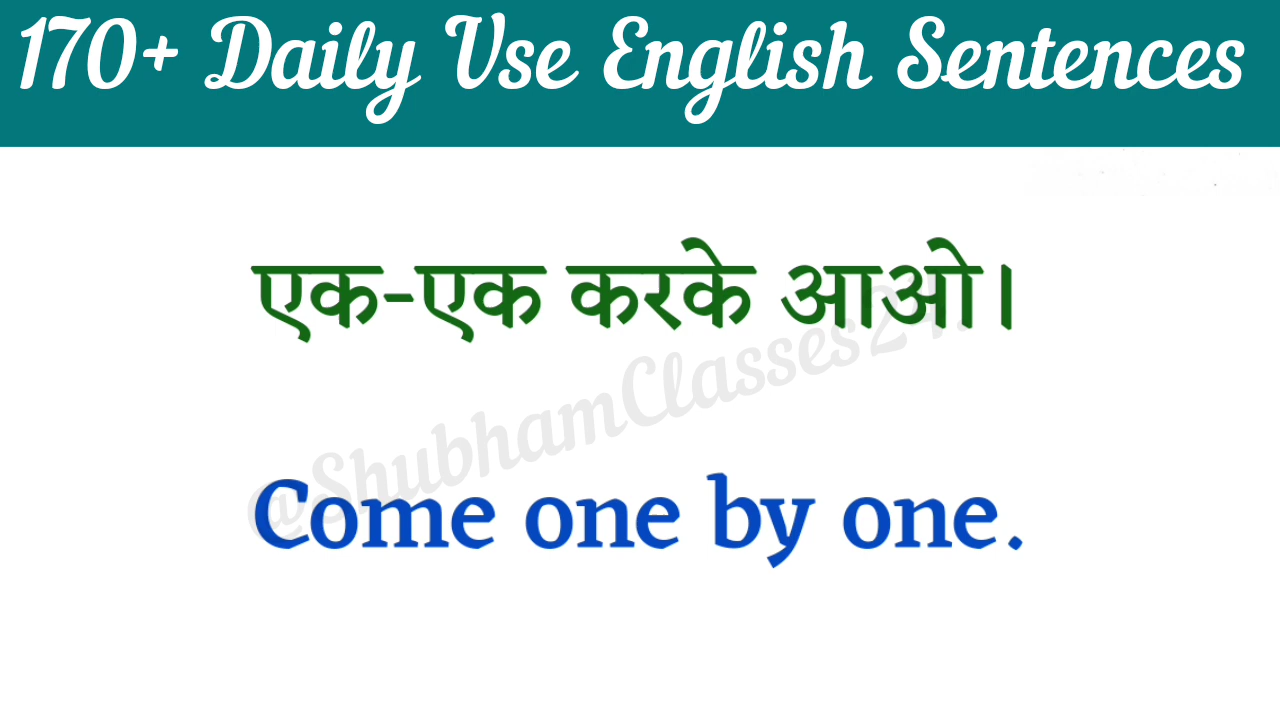 170+ Daily Use English Sentences
एक-एक करके आओ।
@ShubhamClasses24.
Come one by one.